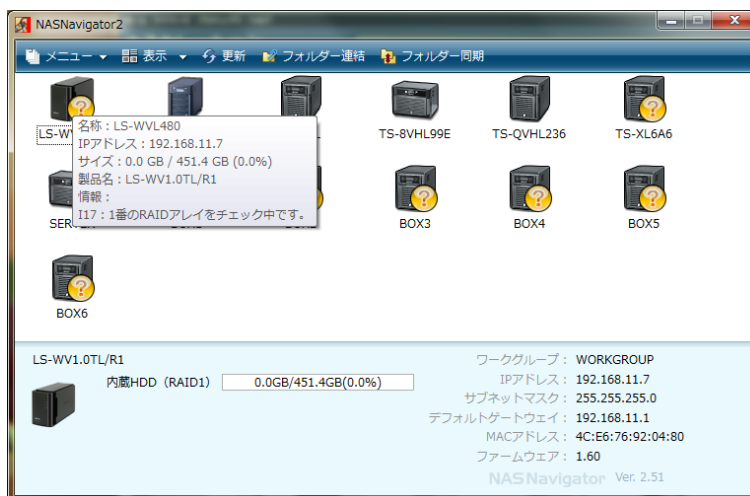 NASNavigator2
メニュー 表示 更新 フォルダー連結 フォルダー同期
LS-WV
TS-8VHL99E
TS-QVHL236
TS-XL6A6
名称：LS-WVL480
IPアドレス：192.168.11.7
サイズ：0.0 GB / 451.4 GB (0.0%)
製品名：LS-WV1.0TL/R1
情報：
I17：1番のRAIDアレイをチェック中です。
BOX3
BOX4
BOX5
BOX6
LS-WV1.0TL/R1
内蔵HDD（RAID1） 0.0GB/451.4GB(0.0%)
ワークグループ： WORKGROUP
IPアドレス： 192.168.11.7
サブネットマスク： 255.255.255.0
デフォルトゲートウェイ： 192.168.11.1
MACアドレス： 4C:E6:76:92:04:80
ファームウェア： 1.60
NAS Navigator Ver. 2.51